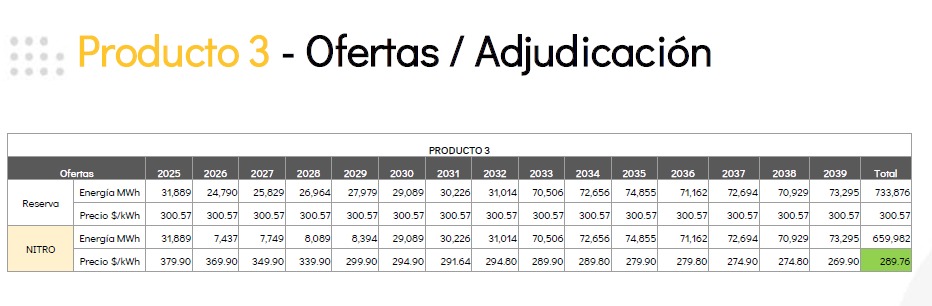 Producto 3 - Ofertas / Adjudicación
PRODUCTO 3
Ofertas 2025 2026 2027 2028 2029 2030 2031 2032 2033 2034 2035 2036 2037 2038 2039 Total
Reserva
Energía MWh 31,889 24,790 25,829 26,964 27,979 29,089 30,226 31,014 70,506 72,656 74,855 71,162 72,694 70,929 73,295 733,876
Precio $/kWh 300.57 300.57 300.57 300.57 300.57 300.57 300.57 300.57 300.57 300.57 300.57 300.57 300.57 300.57 300.57 300.57
NITRO
Energía MWh 31,889 7,437 7,749 8,089 8,394 29,089 30,226 31,014 70,506 72,656 74,855 71,162 72,694 70,929 73,295 659,982
Precio $/kWh 379.90 369.90 349.90 339.90 299.90 294.90 291.64 294.80 289.90 289.80 279.90 279.80 274.90 274.80 269.90 289.76